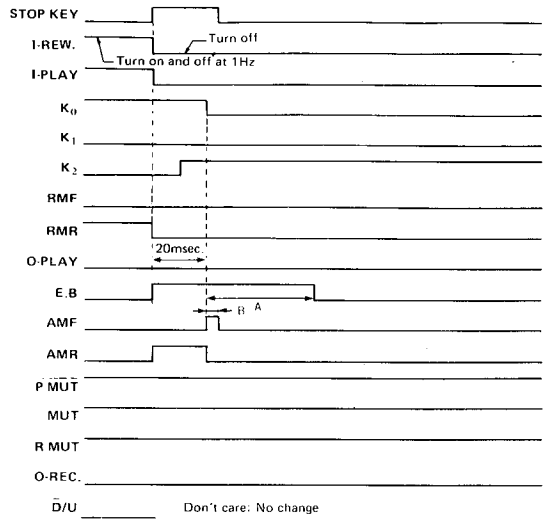 STOP KEY
I-REW.
Turn off
Turn on and off at 1Hz
I-PLAY
K₀
K₁
K₂
RMF
RMR
20msec.
O-PLAY
E.B
B A
AMF
AMR
P MUT
MUT
R MUT
O-REC.
D̄/U Don't care: No change